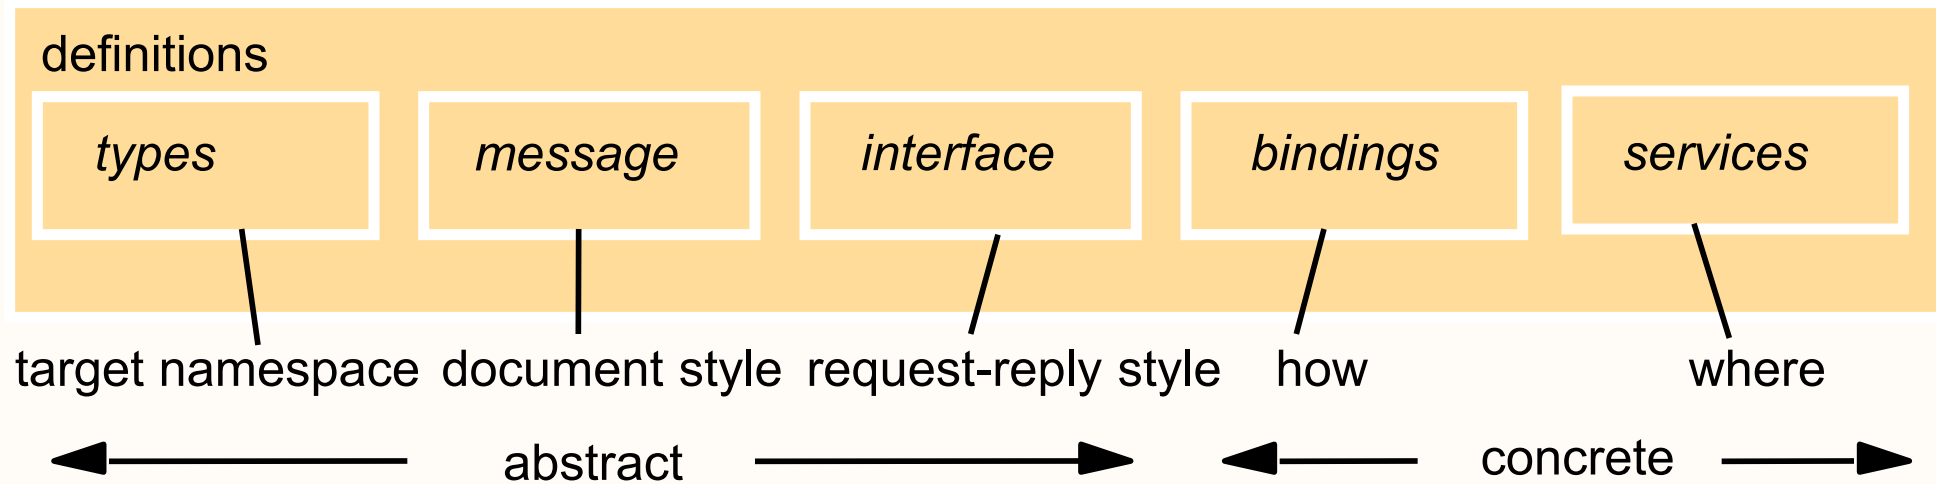 definitions
types message interface bindings services
target namespace document style request-reply style how where
abstract concrete